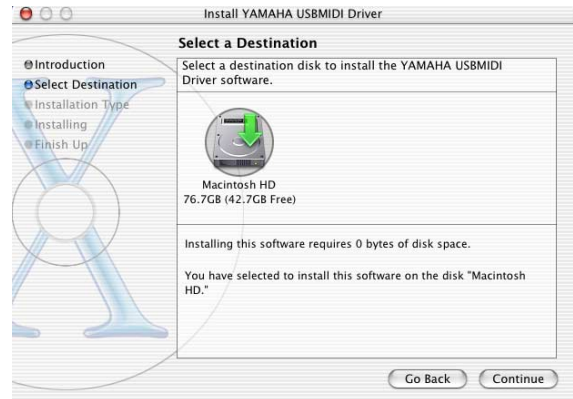 Install YAMAHA USBMIDI Driver
Select a Destination
Introduction
Select Destination
Installation Type
Installing
Finish Up
Select a destination disk to install the YAMAHA USBMIDI
Driver software.
Macintosh HD
76.7GB (42.7GB Free)
Installing this software requires 0 bytes of disk space.
You have selected to install this software on the disk "Macintosh
HD."
Go Back
Continue